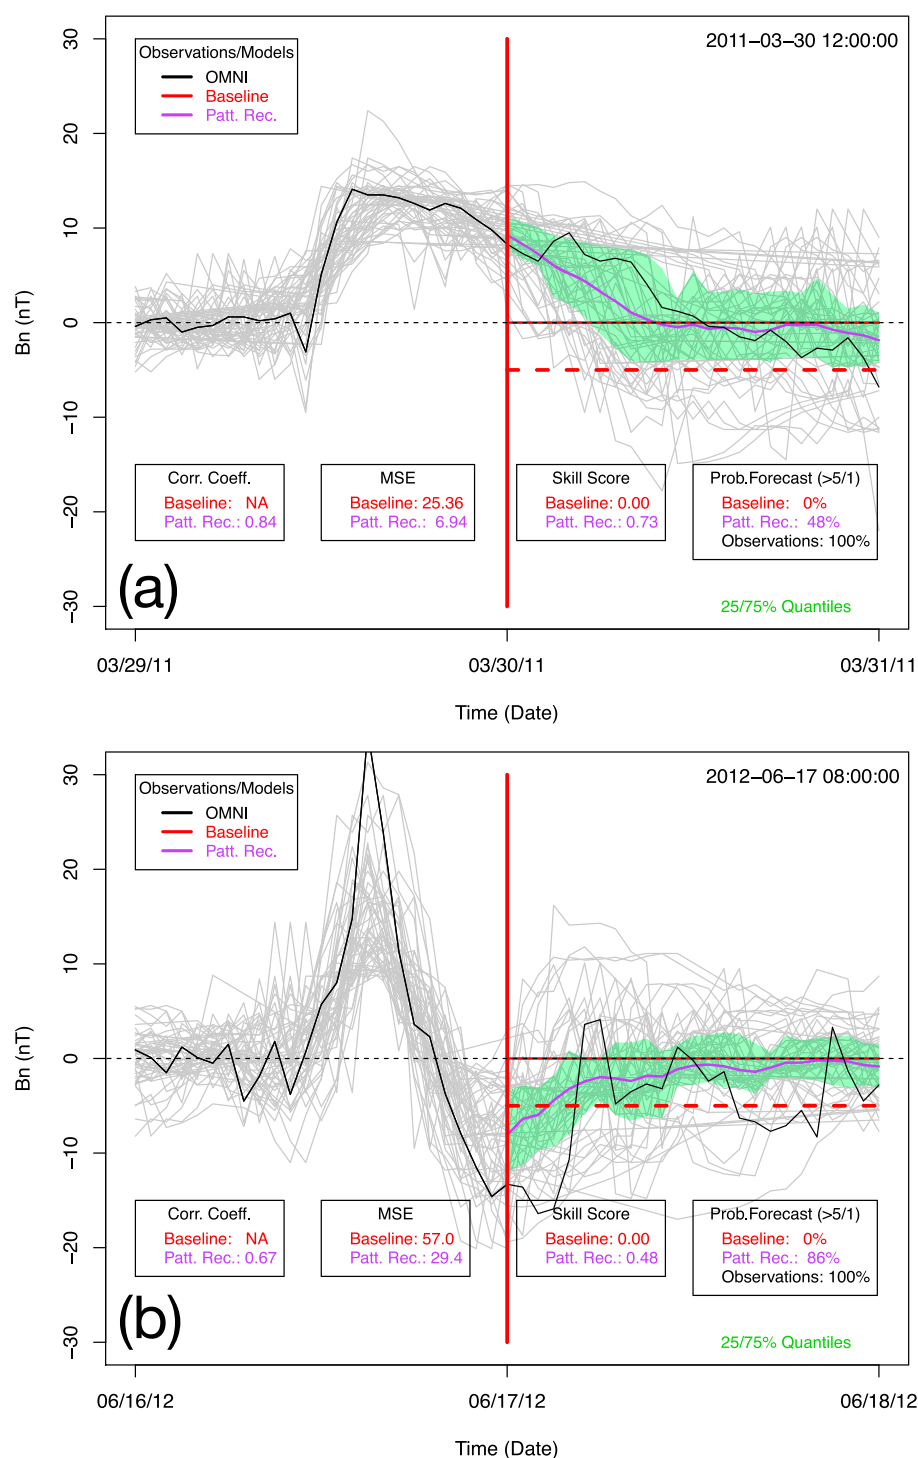 2011–03–30 12:00:00
Observations/Models
OMNI
Baseline
Patt. Rec.
30
20
10
0
−10
−20
−30
Bn (nT)
Corr. Coeff.
Baseline: NA
Patt. Rec.: 0.84
MSE
Baseline: 25.36
Patt. Rec.: 6.94
Skill Score
Baseline: 0.00
Patt. Rec.: 0.73
Prob.Forecast (>5/1)
Baseline: 0%
Patt. Rec.: 48%
Observations: 100%
(a)
25/75% Quantiles
03/29/11
03/30/11
03/31/11
Time (Date)
2012–06–17 08:00:00
Observations/Models
OMNI
Baseline
Patt. Rec.
30
20
10
0
−10
−20
−30
Bn (nT)
Corr. Coeff.
Baseline: NA
Patt. Rec.: 0.67
MSE
Baseline: 57.0
Patt. Rec.: 29.4
Skill Score
Baseline: 0.00
Patt. Rec.: 0.48
Prob.Forecast (>5/1)
Baseline: 0%
Patt. Rec.: 86%
Observations: 100%
(b)
25/75% Quantiles
06/16/12
06/17/12
06/18/12
Time (Date)